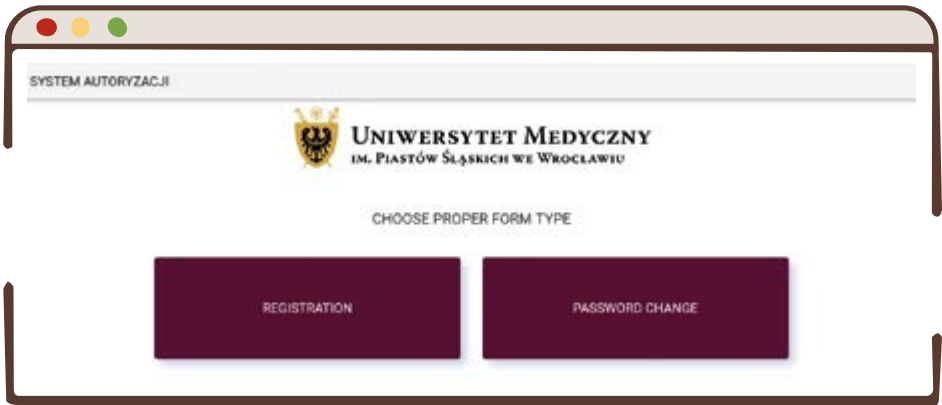 SYSTEM AUTORYZACJI
UNIWERSYTET MEDYCZNY
IM. PIASTÓW ŚLĄSKICH WE WROCŁAWIU
CHOOSE PROPER FORM TYPE
REGISTRATION
PASSWORD CHANGE